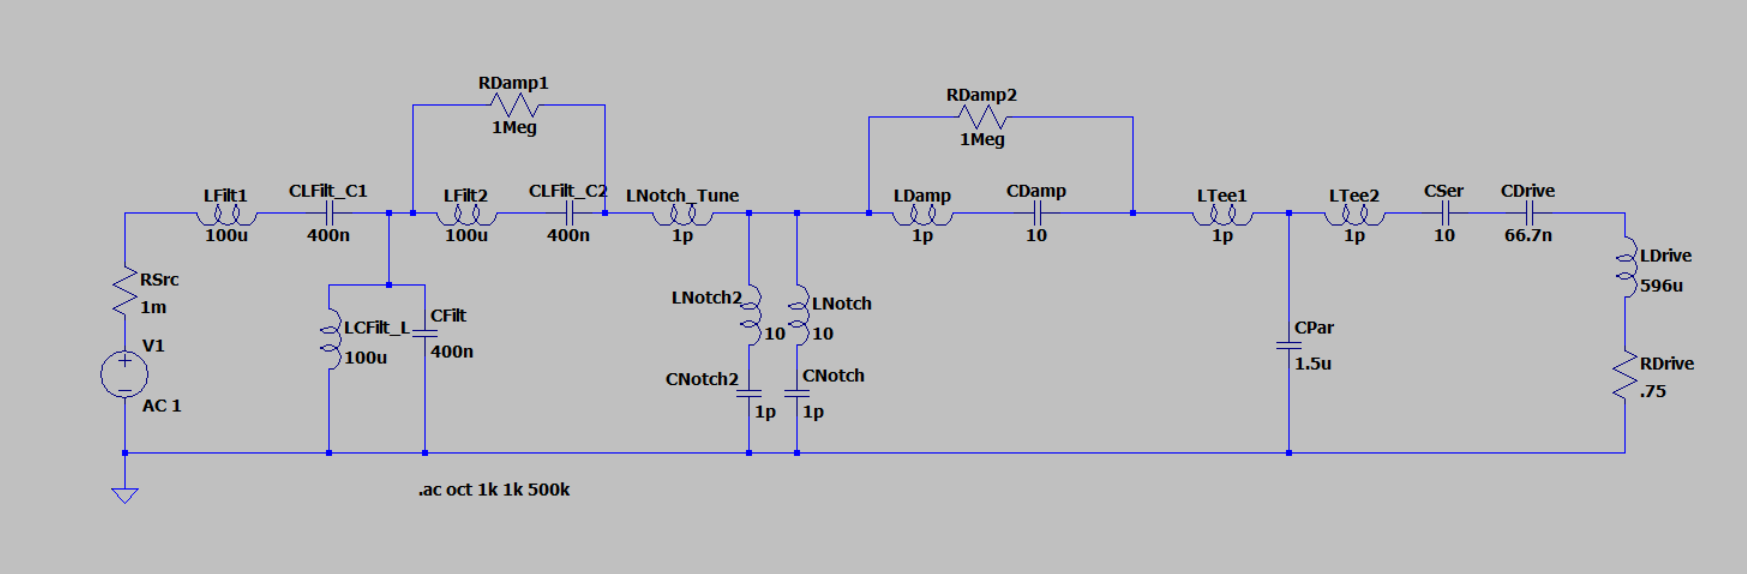 RDamp1
1Meg
RDamp2
1Meg
LFilt1
100u
CLFilt_C1
400n
LFilt2
100u
CLFilt_C2
400n
LNotch_Tune
1p
LDamp
1p
CDamp
10
LTee1
1p
LTee2
1p
CSer
10
CDrive
66.7n
RSrc
1m
V1
AC 1
LCFilt_L
100u
CFilt
400n
LNotch2
10
LNotch
10
CNotch2
1p
CNotch
1p
CPar
1.5u
LDrive
596u
RDrive
.75
.ac oct 1k 1k 500k